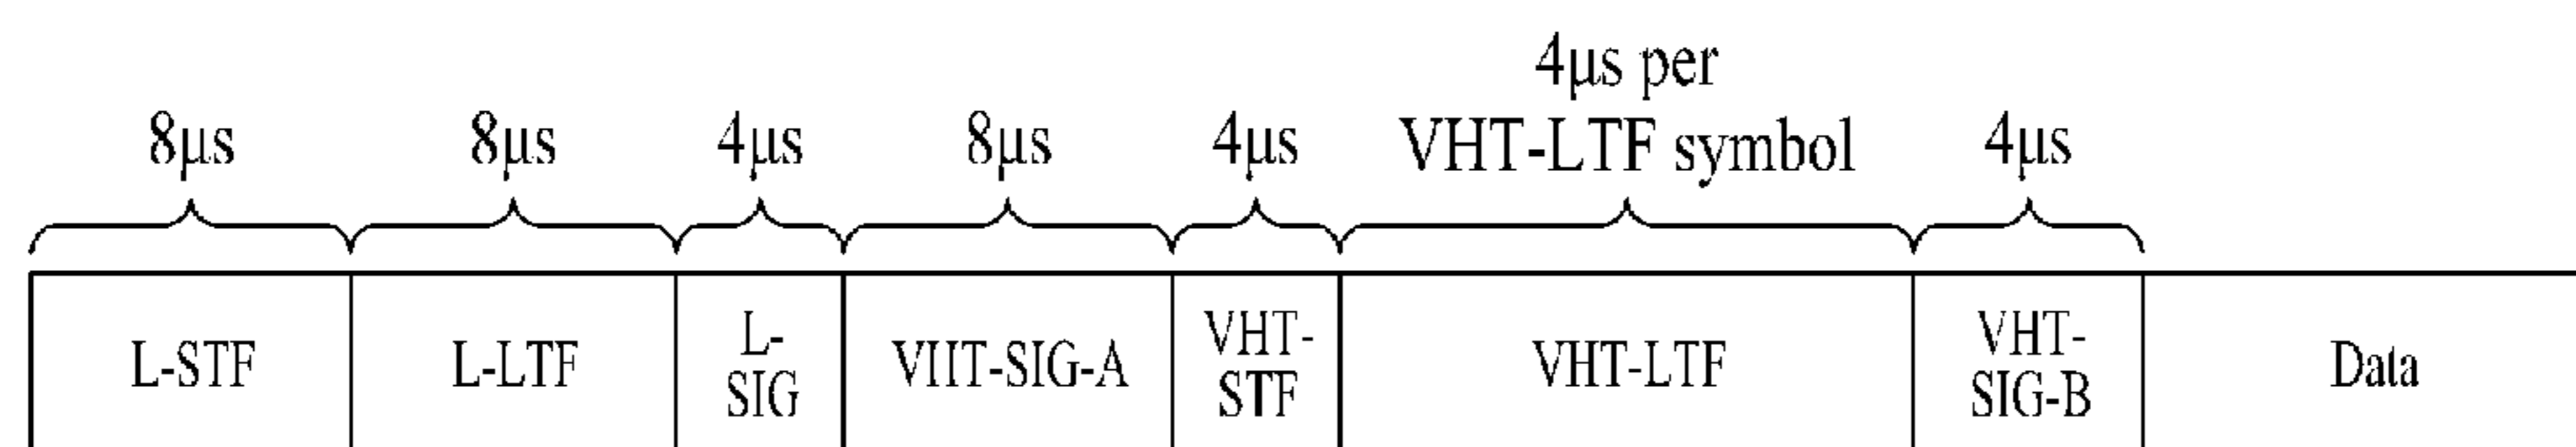 4μs per
8μs 8μs 4μs 8μs 4μs VHT-LTF symbol 4μs
L-STF L-LTF L- SIG VHT-SIG-A VHT- STF VHT-LTF VHT- SIG-B Data